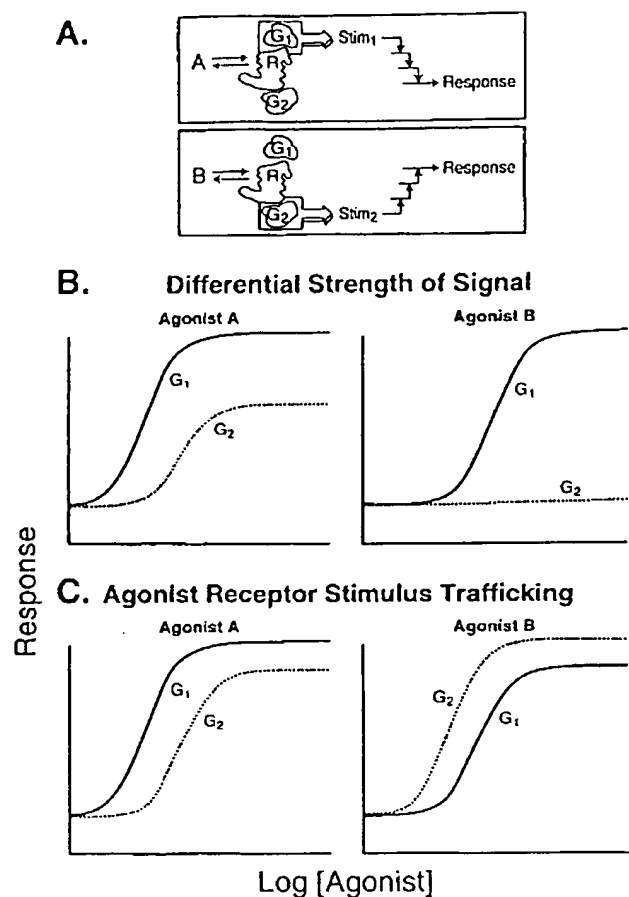 A.
G1
Stim1
A
R
Response
G2
G1
Response
B
R
G2
Stim2
B. Differential Strength of Signal
Agonist A
Agonist B
G1
G1
G2
G2
Response
C. Agonist Receptor Stimulus Trafficking
Agonist A
Agonist B
G1
G2
G2
G1
Log [Agonist]